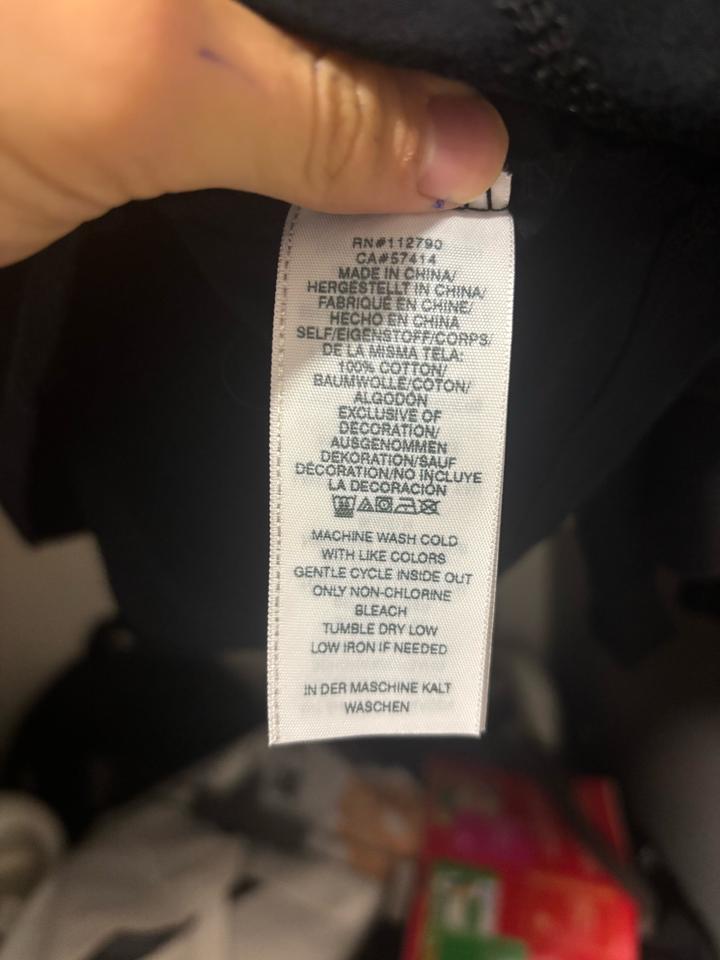 RN#112790
CA#57414
MADE IN CHINA/
HERGESTELLT IN CHINA/
FABRIQUÉ EN CHINE/
HECHO EN CHINA
SELF/EIGENSTOFF/CORPS/
DE LA MISMA TELA:
100% COTTON/
BAUMWOLLE/COTON/
ALGODÓN
EXCLUSIVE OF
DECORATION/
AUSGENOMMEN
DEKORATION/SAUF
DÉCORATION/NO INCLUYE
LA DECORACIÓN
MACHINE WASH COLD
WITH LIKE COLORS
GENTLE CYCLE INSIDE OUT
ONLY NON-CHLORINE
BLEACH
TUMBLE DRY LOW
LOW IRON IF NEEDED
IN DER MASCHINE KALT
WASCHEN